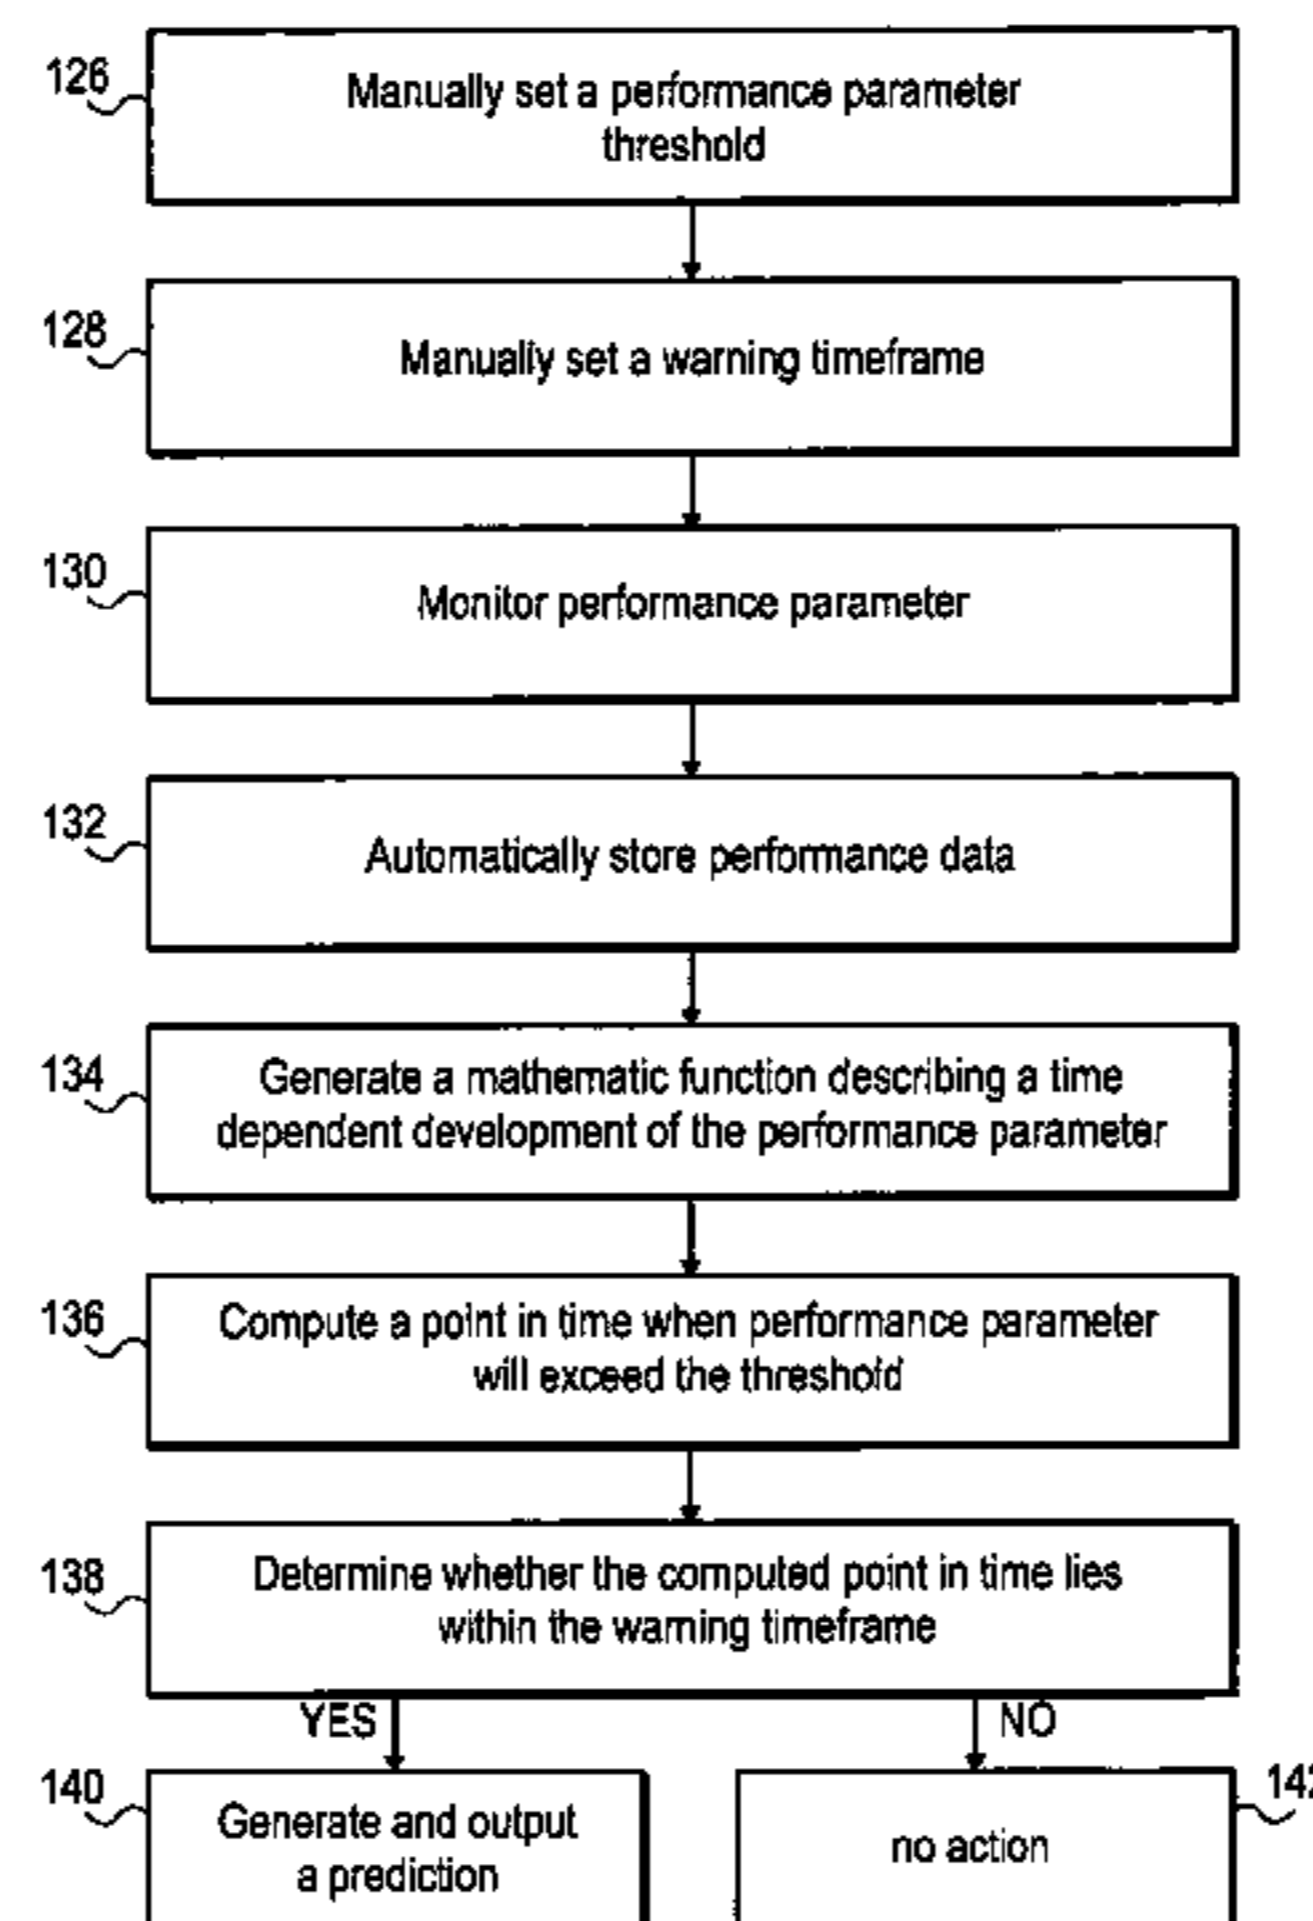 126
Manually set a performance parameter
threshold
128
Manually set a warning timeframe
130
Monitor performance parameter
132
Automatically store performance data
134
Generate a mathematic function describing a time
dependent development of the performance parameter
136
Compute a point in time when performance parameter
will exceed the threshold
138
Determine whether the computed point in time lies
within the warning timeframe
YES
NO
140
Generate and output
a prediction
no action
142